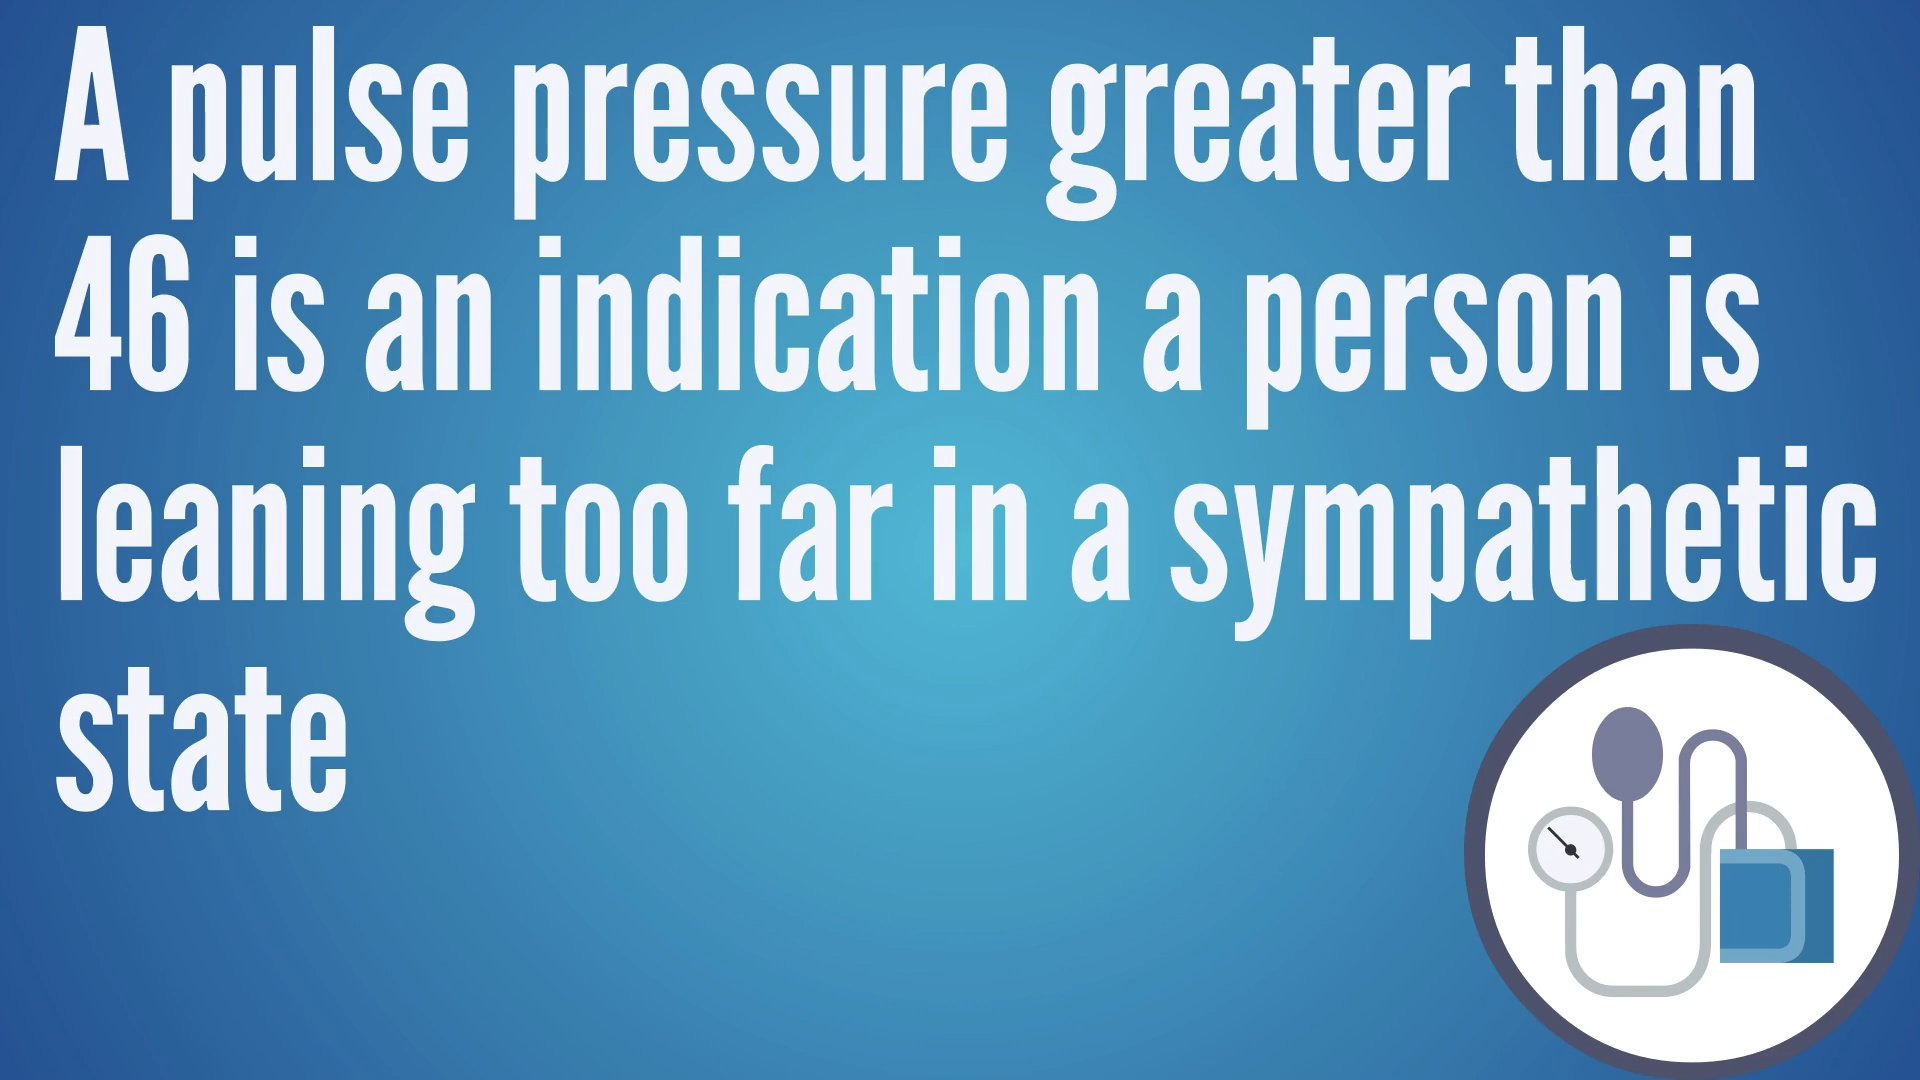 A pulse pressure greater than
46 is an indication a person is
leaning too far in a sympathetic
state